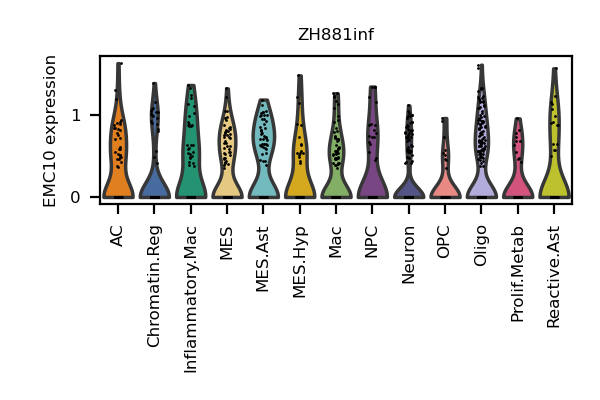 ZH881inf
EMC10 expression
1
0
AC
Chromatin.Reg
Inflammatory.Mac
MES
MES.Ast
MES.Hyp
Mac
NPC
Neuron
OPC
Oligo
Prolif.Metab
Reactive.Ast